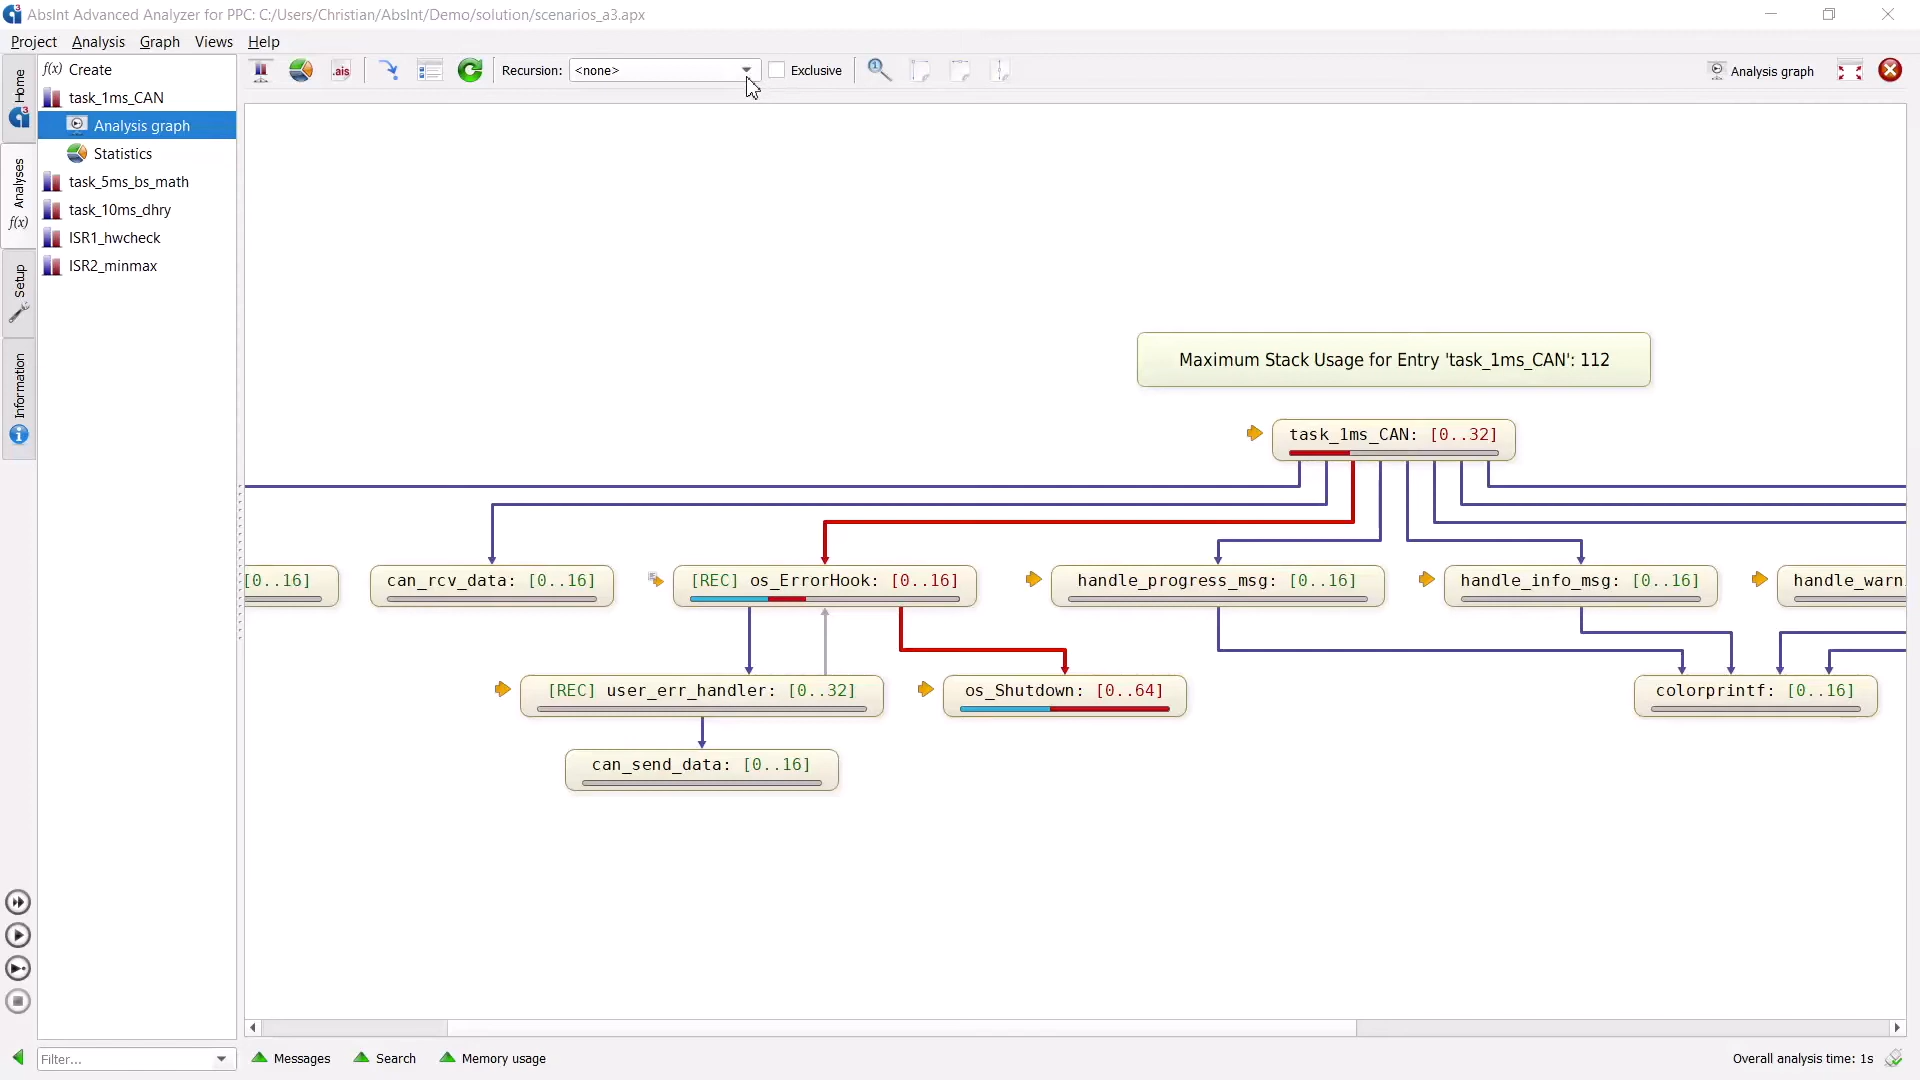 AbsInt Advanced Analyzer for PPC: C:/Users/Christian/AbsInt/Demo/solution/scenarios_a3.apx
Project Analysis Graph Views Help
Home
Analyses
f(x)
Setup
Information
f(x) Create
task_1ms_CAN
Analysis graph
Statistics
task_5ms_bs_math
task_10ms_dhry
ISR1_hwcheck
ISR2_minmax
.ais
Recursion: <none>
Exclusive
Analysis graph
Maximum Stack Usage for Entry 'task_1ms_CAN': 112
task_1ms_CAN: [0..32]
[0..16]
can_rcv_data: [0..16]
[REC] os_ErrorHook: [0..16]
handle_progress_msg: [0..16]
handle_info_msg: [0..16]
handle_warn
[REC] user_err_handler: [0..32]
os_Shutdown: [0..64]
colorprintf: [0..16]
can_send_data: [0..16]
Filter...
Messages
Search
Memory usage
Overall analysis time: 1s